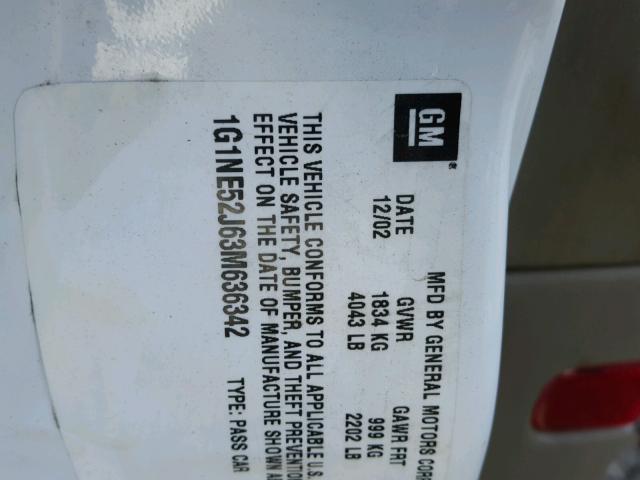 GM
®
MFD BY GENERAL MOTORS CORP
DATE GVWR GAWR FRT
12/02 1834 KG 999 KG
4043 LB 2202 LB
THIS VEHICLE CONFORMS TO ALL APPLICABLE U.S.
VEHICLE SAFETY, BUMPER, AND THEFT PREVENTION
EFFECT ON THE DATE OF MANUFACTURE SHOWN
1G1NE52J63M636342 TYPE: PASS CAR